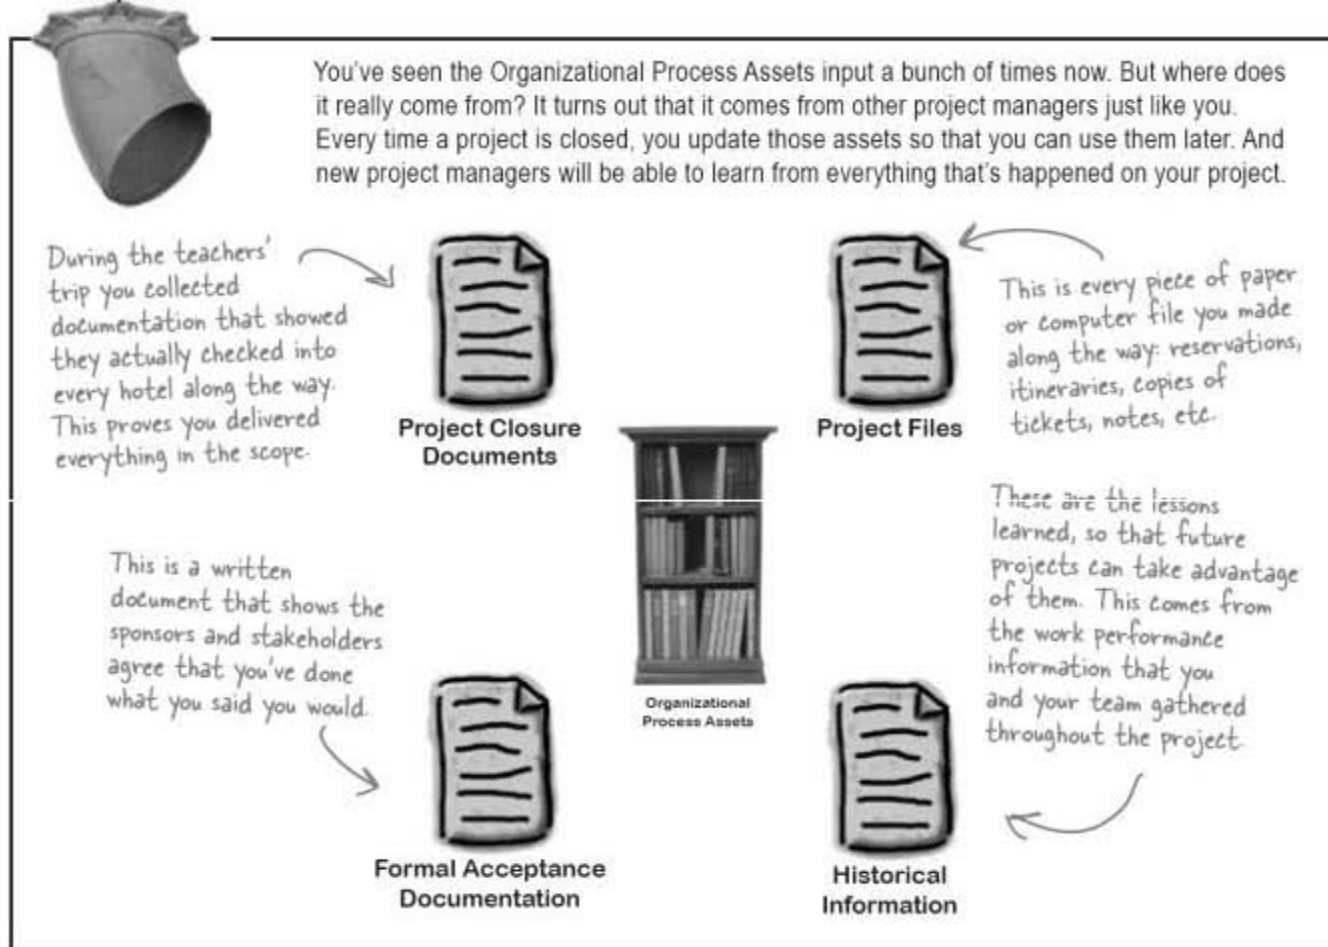 You've seen the Organizational Process Assets input a bunch of times now. But where does
it really come from? It turns out that it comes from other project managers just like you.
Every time a project is closed, you update those assets so that you can use them later. And
new project managers will be able to learn from everything that's happened on your project.
During the teachers'
trip you collected
documentation that showed
they actually checked into
every hotel along the way.
This proves you delivered
everything in the scope.
Project Closure
Documents
Project Files
This is every piece of paper
or computer file you made
along the way: reservations,
itineraries, copies of
tickets, notes, etc.
This is a written
document that shows the
sponsors and stakeholders
agree that you've done
what you said you would.
Formal Acceptance
Documentation
Organizational
Process Assets
These are the lessons
learned, so that future
projects can take advantage
of them. This comes from
the work performance
information that you
and your team gathered
throughout the project.
Historical
Information